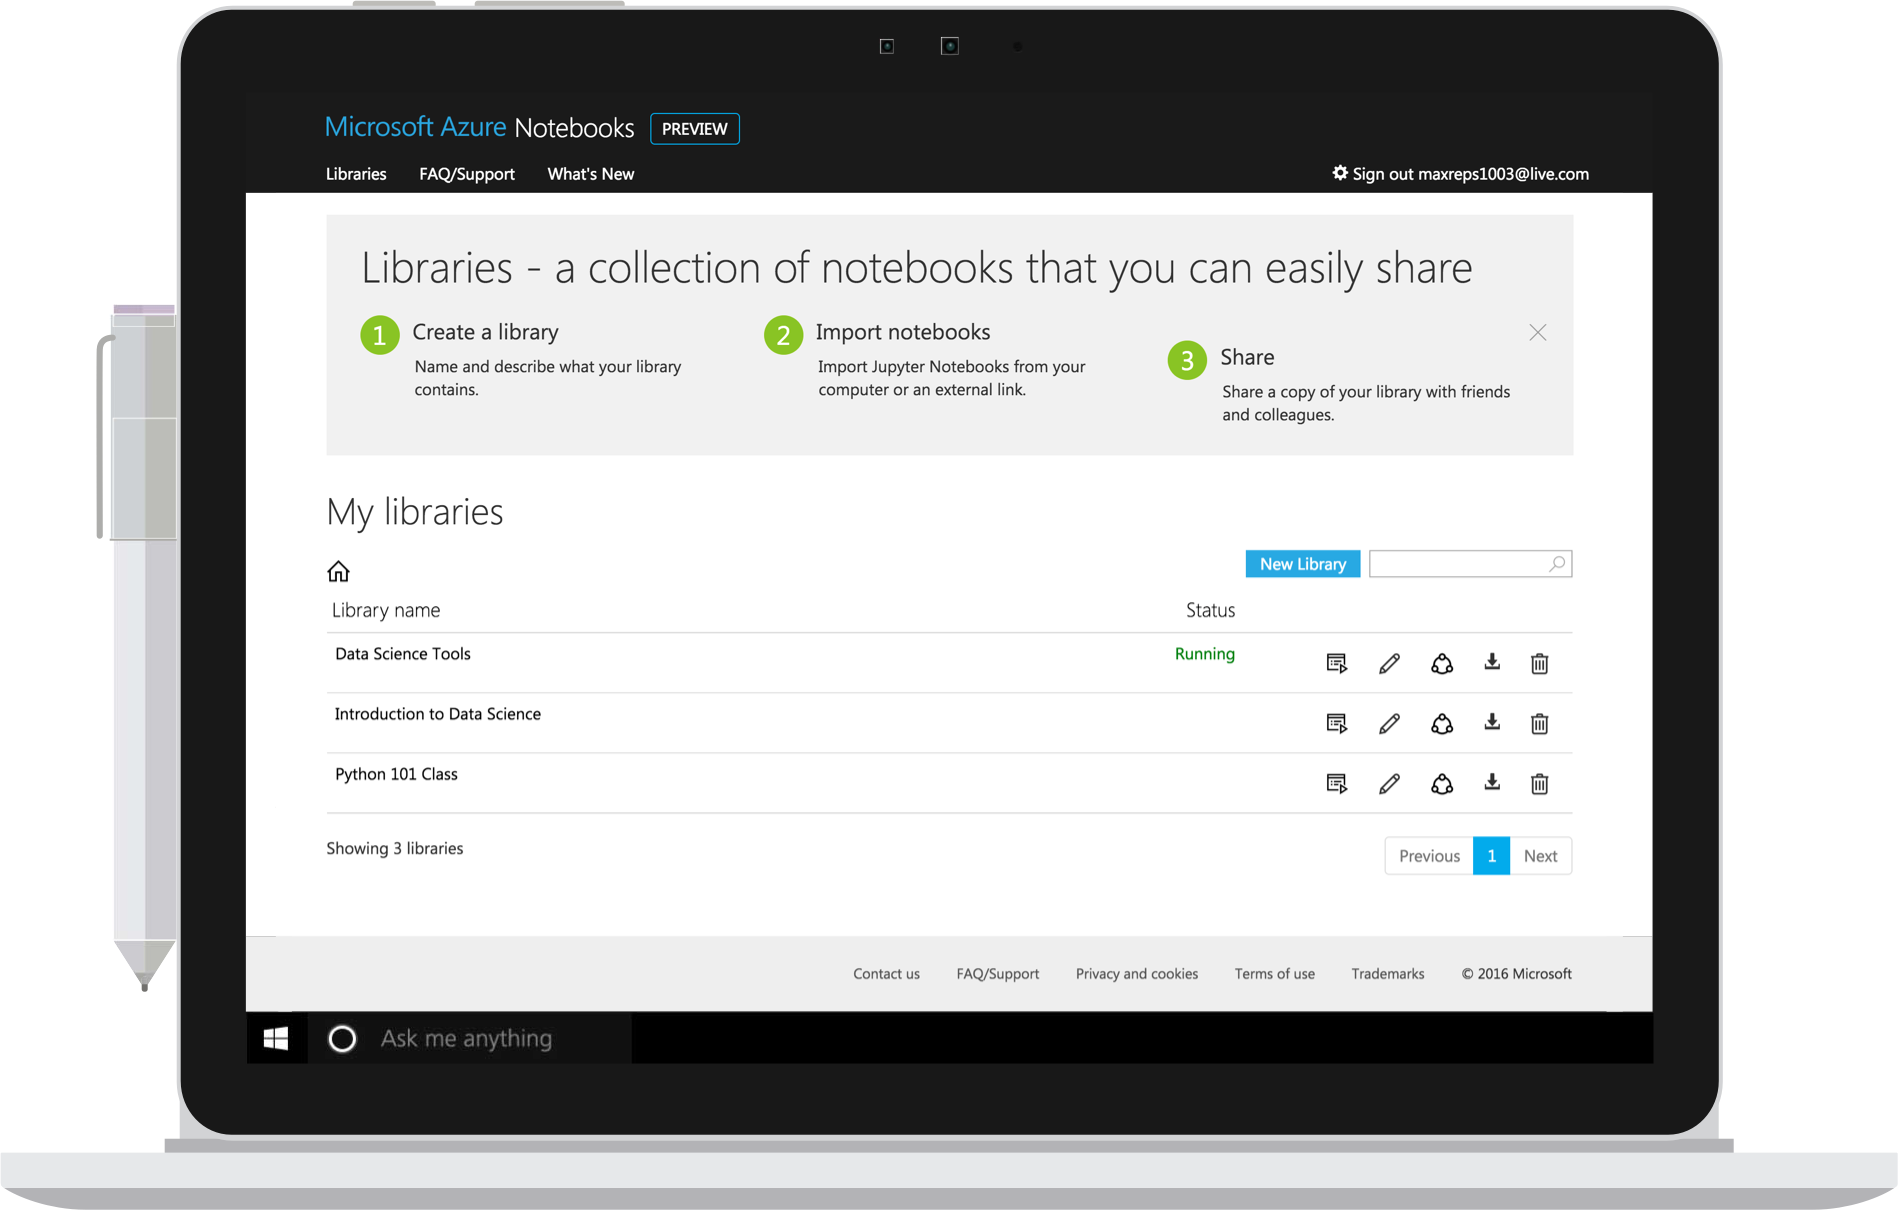 Microsoft Azure Notebooks PREVIEW
Libraries FAQ/Support What's New Sign out maxreps1003@live.com
Libraries - a collection of notebooks that you can easily share
1 Create a library
Name and describe what your library
contains.
2 Import notebooks
Import Jupyter Notebooks from your
computer or an external link.
3 Share
Share a copy of your library with friends
and colleagues.
My libraries
New Library
Library name Status
Data Science Tools Running
Introduction to Data Science
Python 101 Class
Showing 3 libraries
Previous 1 Next
Contact us FAQ/Support Privacy and cookies Terms of use Trademarks © 2016 Microsoft
Ask me anything